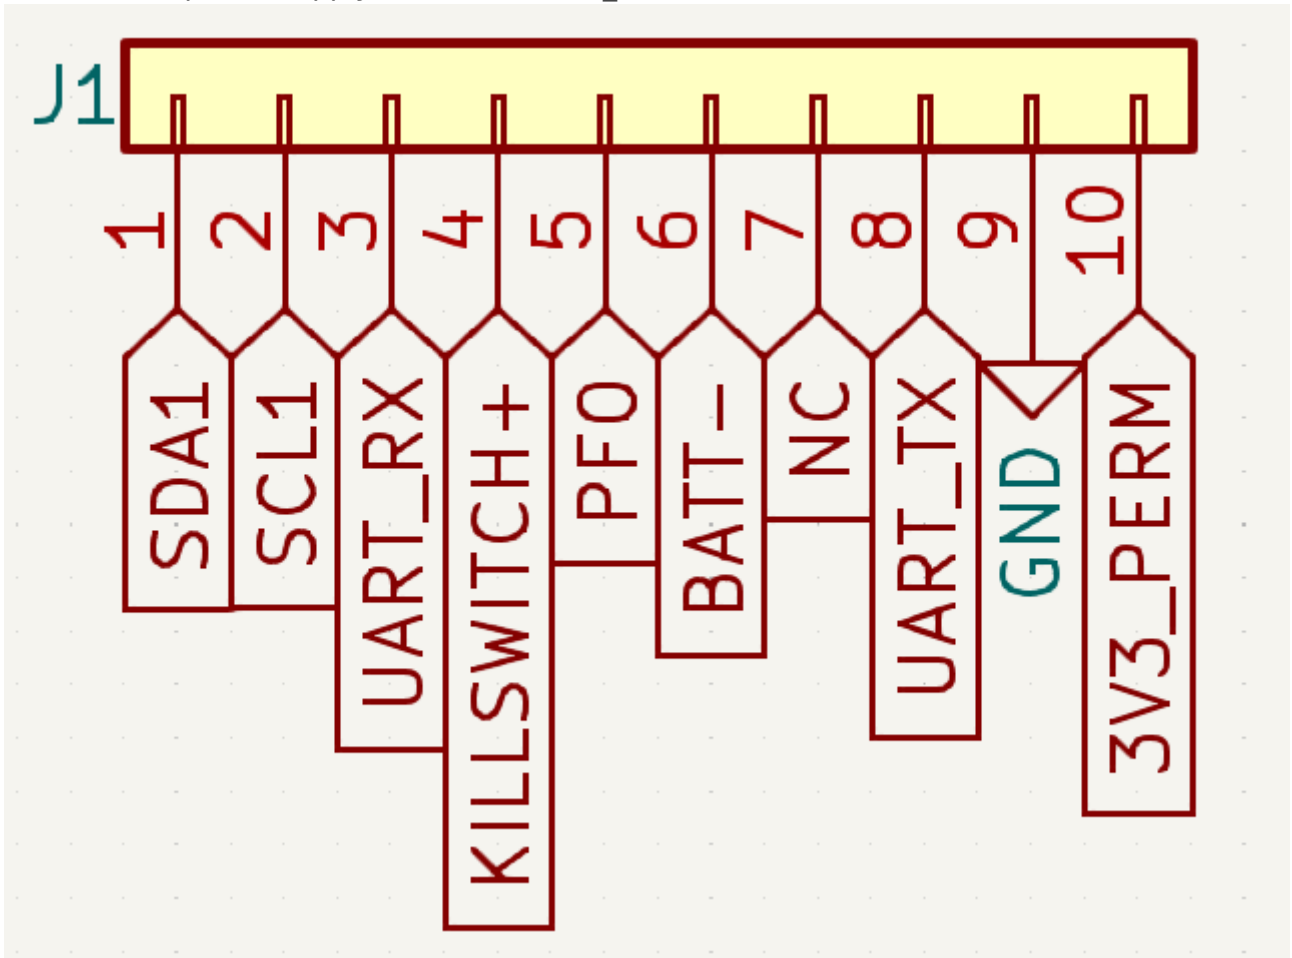 J1
1
2
3
4
5
6
7
8
9
10
SDA1
SCL1
UART_RX
KILLSWITCH+
PFO
BATT-
NC
UART_TX
GND
3V3_PERM